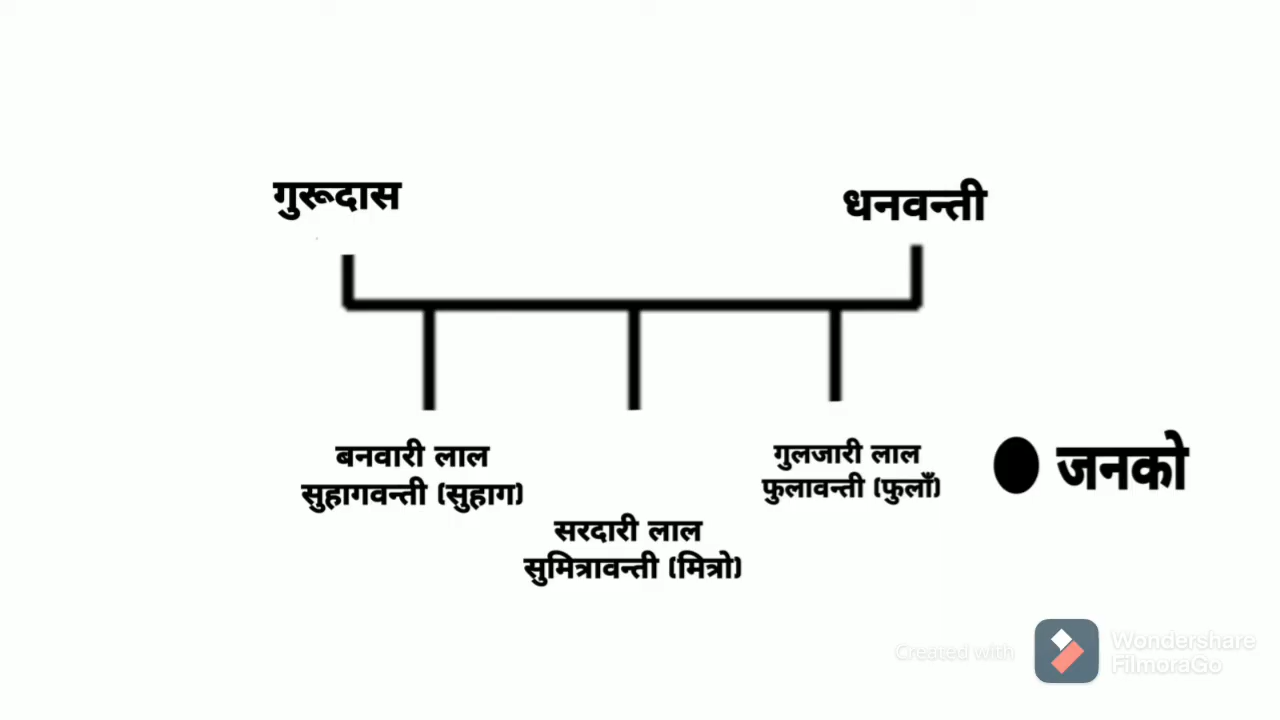 गुरूदास
धनवन्ती
बनवारी लाल
सुहागवन्ती (सुहाग)
सरदारी लाल
सुमित्रावन्ती (मित्रो)
गुलजारी लाल
फुलावन्ती (फुलाँ)
जनको
Created with
Wondershare
FilmoraGo